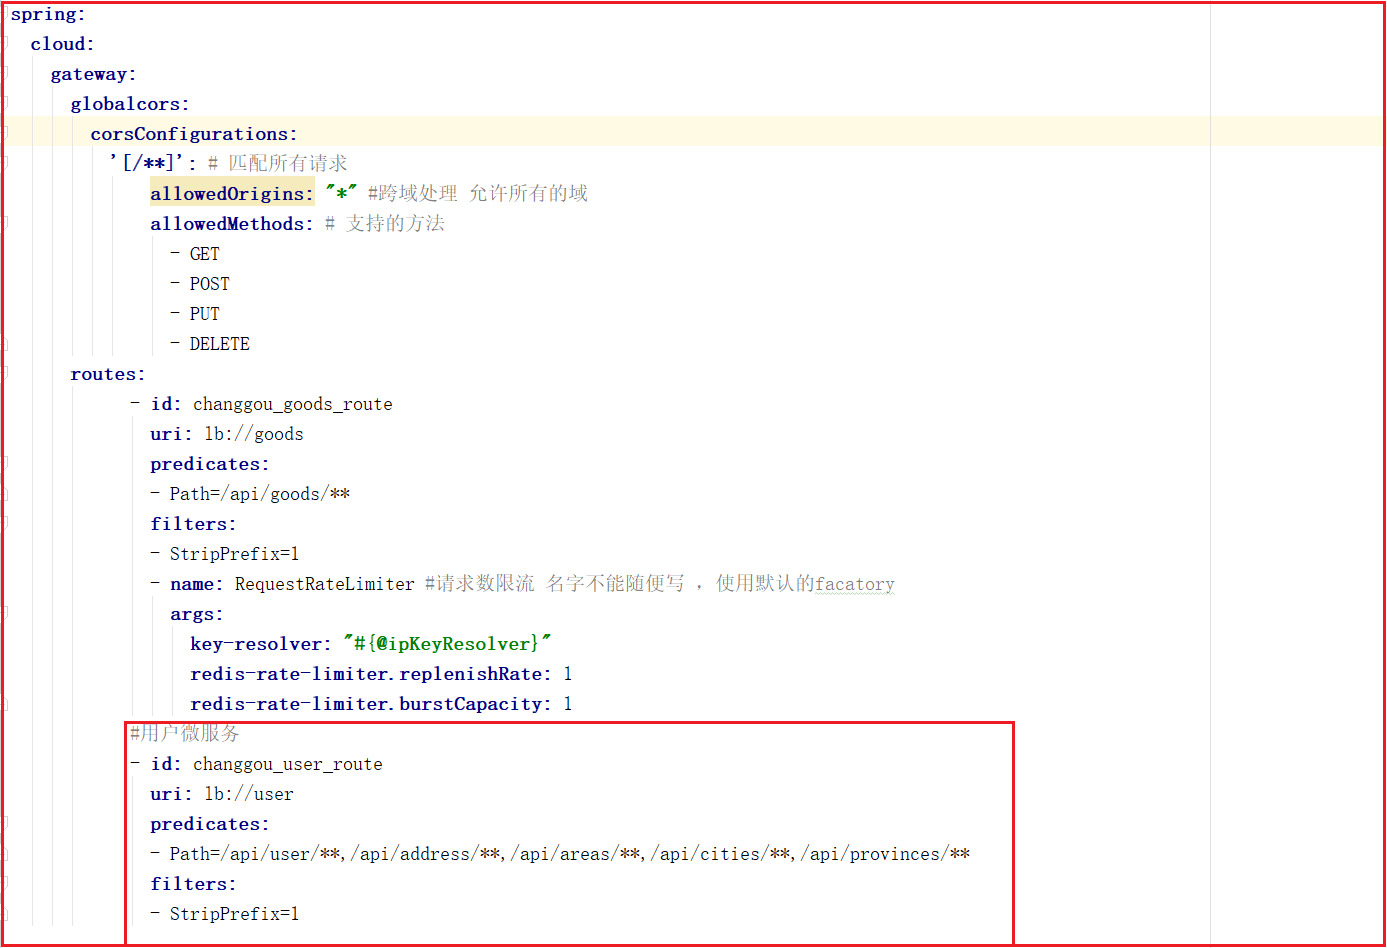 spring:
cloud:
gateway:
globalcors:
corsConfigurations:
'[/**]': # 匹配所有请求
allowedOrigins: "*" #跨域处理 允许所有的域
allowedMethods: # 支持的方法
- GET
- POST
- PUT
- DELETE
routes:
- id: changgou_goods_route
uri: lb://goods
predicates:
- Path=/api/goods/**
filters:
- StripPrefix=1
- name: RequestRateLimiter #请求数限流 名字不能随便写 ，使用默认的facatory
args:
key-resolver: "#{@ipKeyResolver}"
redis-rate-limiter.replenishRate: 1
redis-rate-limiter.burstCapacity: 1
#用户微服务
- id: changgou_user_route
uri: lb://user
predicates:
- Path=/api/user/**,/api/address/**,/api/areas/**,/api/cities/**,/api/provinces/**
filters:
- StripPrefix=1